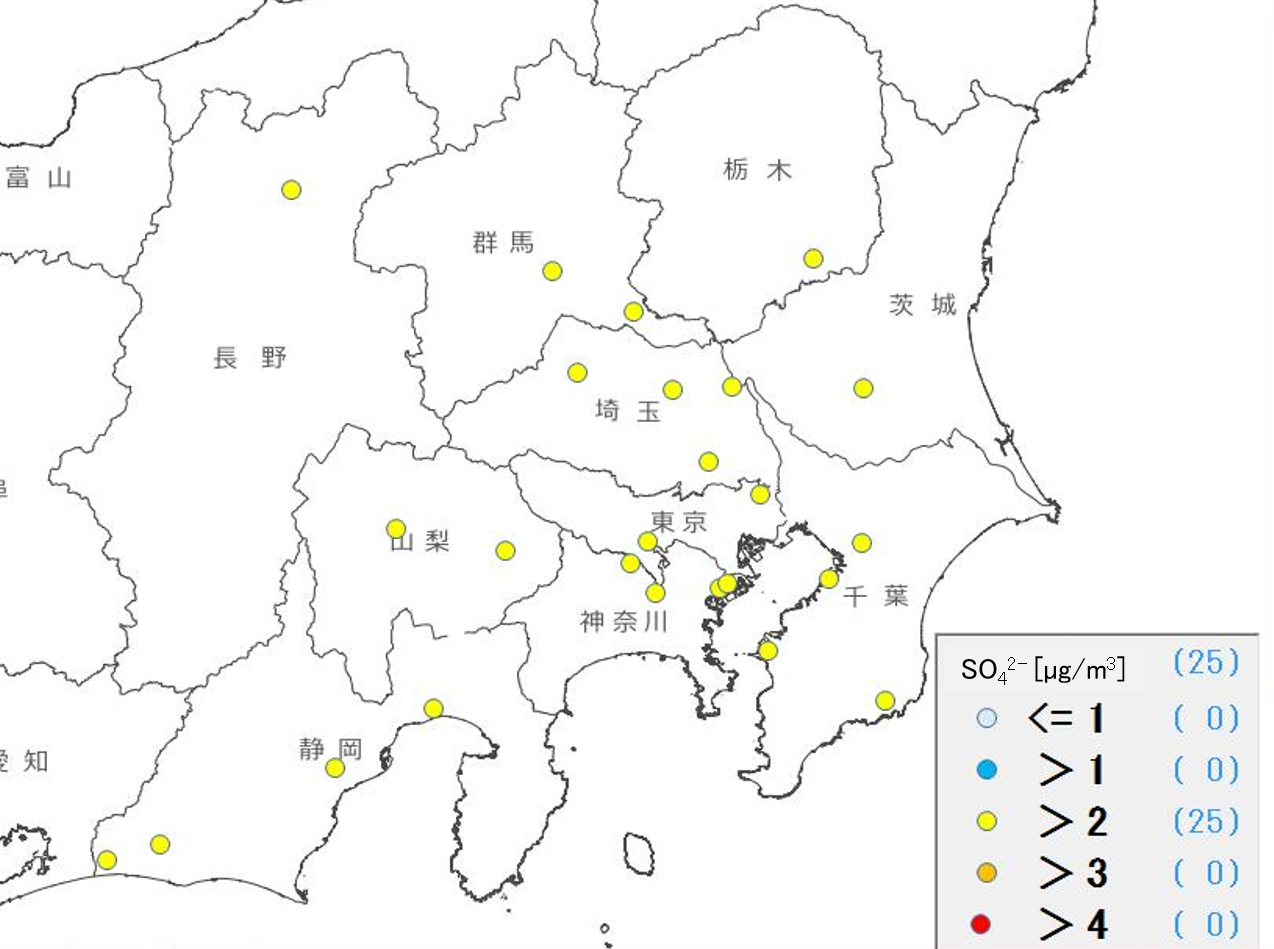 富山
栃木
群馬
茨城
長野
埼玉
東京
山梨
千葉
神奈川
静岡
知
SO₄²⁻ [μg/m³] (25)
<= 1 ( 0)
> 1 ( 0)
> 2 (25)
> 3 ( 0)
> 4 ( 0)